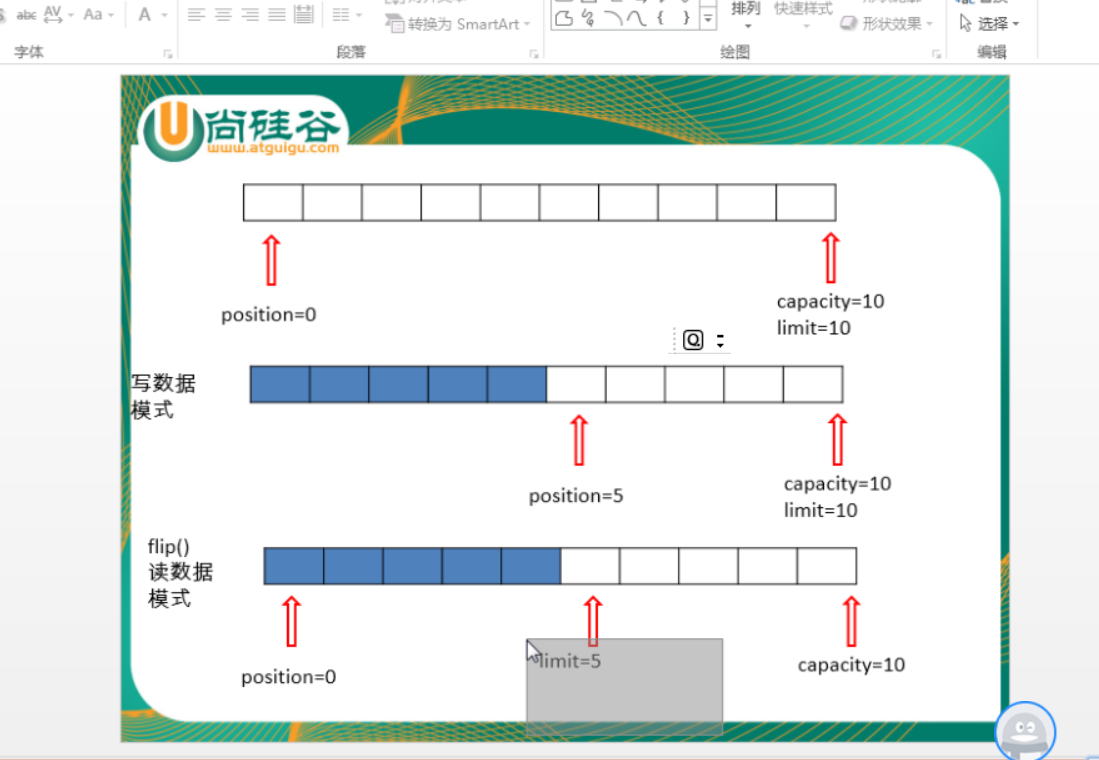 abc AV Aa A
转换为 SmartArt
排列
快速样式
形状效果
选择
字体
段落
绘图
编辑
尚硅谷
www.atguigu.com
position=0
capacity=10
limit=10
写数据
模式
position=5
capacity=10
limit=10
flip()
读数据
模式
position=0
limit=5
capacity=10